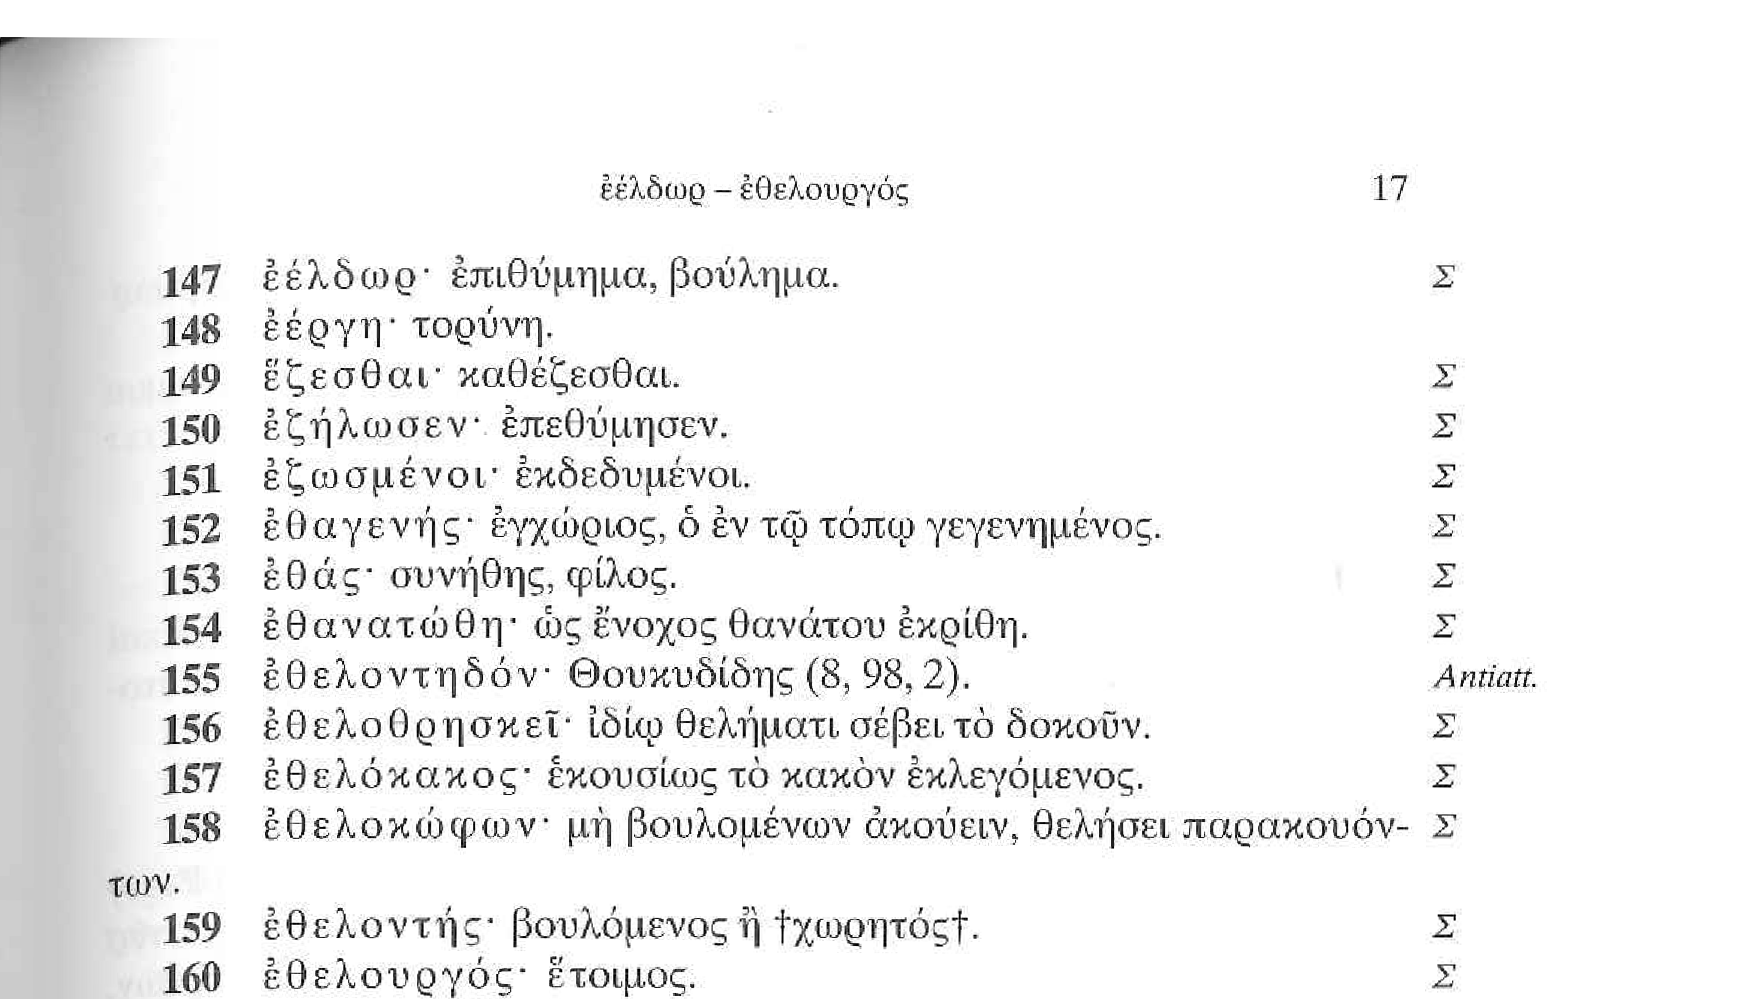 ἐέλδωρ – ἐθελουργός 17
147 ἐέλδωρ· ἐπιθύμημα, βούλημα. Σ
148 ἐέργη· τορύνη.
149 ἕζεσθαι· καθέζεσθαι. Σ
150 ἐζήλωσεν· ἐπεθύμησεν. Σ
151 ἐζωσμένοι· ἐκδεδυμένοι. Σ
152 ἐθαγενής· ἐγχώριος, ὁ ἐν τῷ τόπῳ γεγενημένος. Σ
153 ἐθάς· συνήθης, φίλος. Σ
154 ἐθανατώθη· ὡς ἔνοχος θανάτου ἐκρίθη. Σ
155 ἐθελοντηδόν· Θουκυδίδης (8, 98, 2). Antiatt.
156 ἐθελοθρησκεῖ· ἰδίῳ θελήματι σέβει τὸ δοκοῦν. Σ
157 ἐθελόκακος· ἑκουσίως τὸ κακὸν ἐκλεγόμενος. Σ
158 ἐθελοκώφων· μὴ βουλομένων ἀκούειν, θελήσει παρακουόν- Σ
των.
159 ἐθελοντής· βουλόμενος ἢ †χωρητός†. Σ
160 ἐθελουργός· ἕτοιμος. Σ